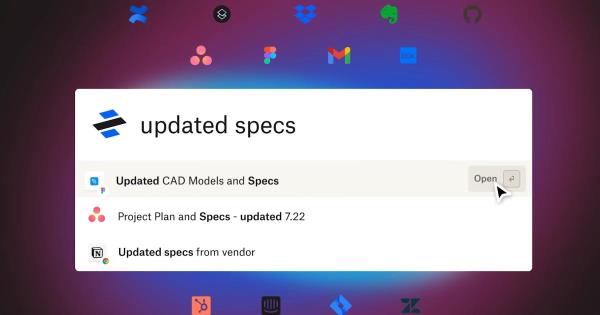 updated specs
Updated CAD Models and Specs
Open
Project Plan and Specs - updated 7.22
Updated specs from vendor